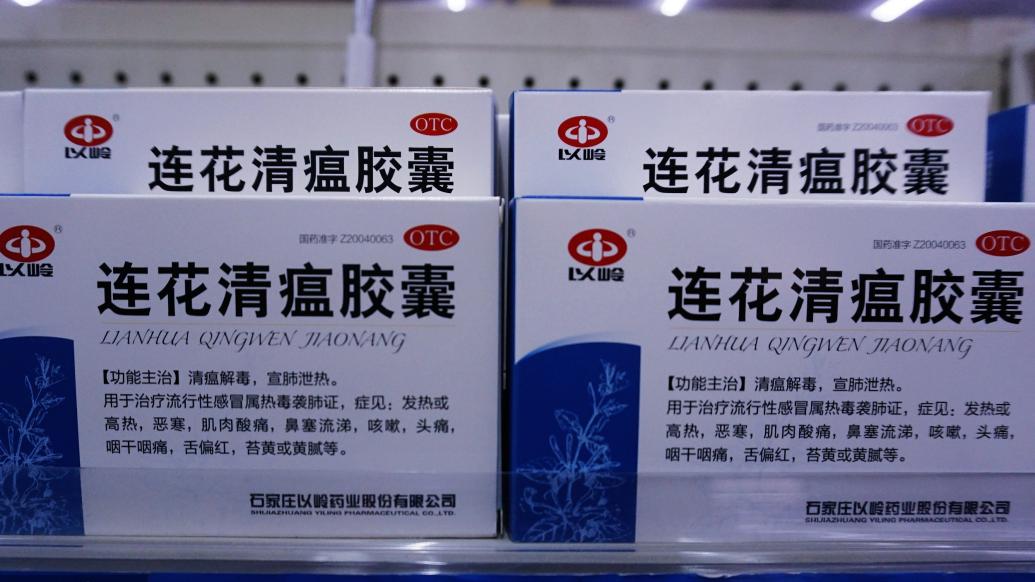 以岭
®
OTC
连花清瘟胶囊
以岭
®
国药准字 Z20040063
OTC
连花清瘟胶囊
以岭
®
国药准字 Z20040063
OTC
连花清瘟胶囊
LIANHUA QINGWEN JIAONANG
【功能主治】清瘟解毒，宣肺泄热。
用于治疗流行性感冒属热毒袭肺证，症见：发热或
高热，恶寒，肌肉酸痛，鼻塞流涕，咳嗽，头痛，
咽干咽痛，舌偏红，苔黄或黄腻等。
石家庄以岭药业股份有限公司
SHIJIAZHUANG YILING PHARMACEUTICAL CO.,LTD.
以岭
®
国药准字 Z20040063
OTC
连花清瘟胶囊
LIANHUA QINGWEN JIAONANG
【功能主治】清瘟解毒，宣肺泄热。
用于治疗流行性感冒属热毒袭肺证，症见：发热或
高热，恶寒，肌肉酸痛，鼻塞流涕，咳嗽，头痛，
咽干咽痛，舌偏红，苔黄或黄腻等。
石家庄以岭药业股份有限公司
SHIJIAZHUANG YILING PHARMACEUTICAL CO.,LTD.